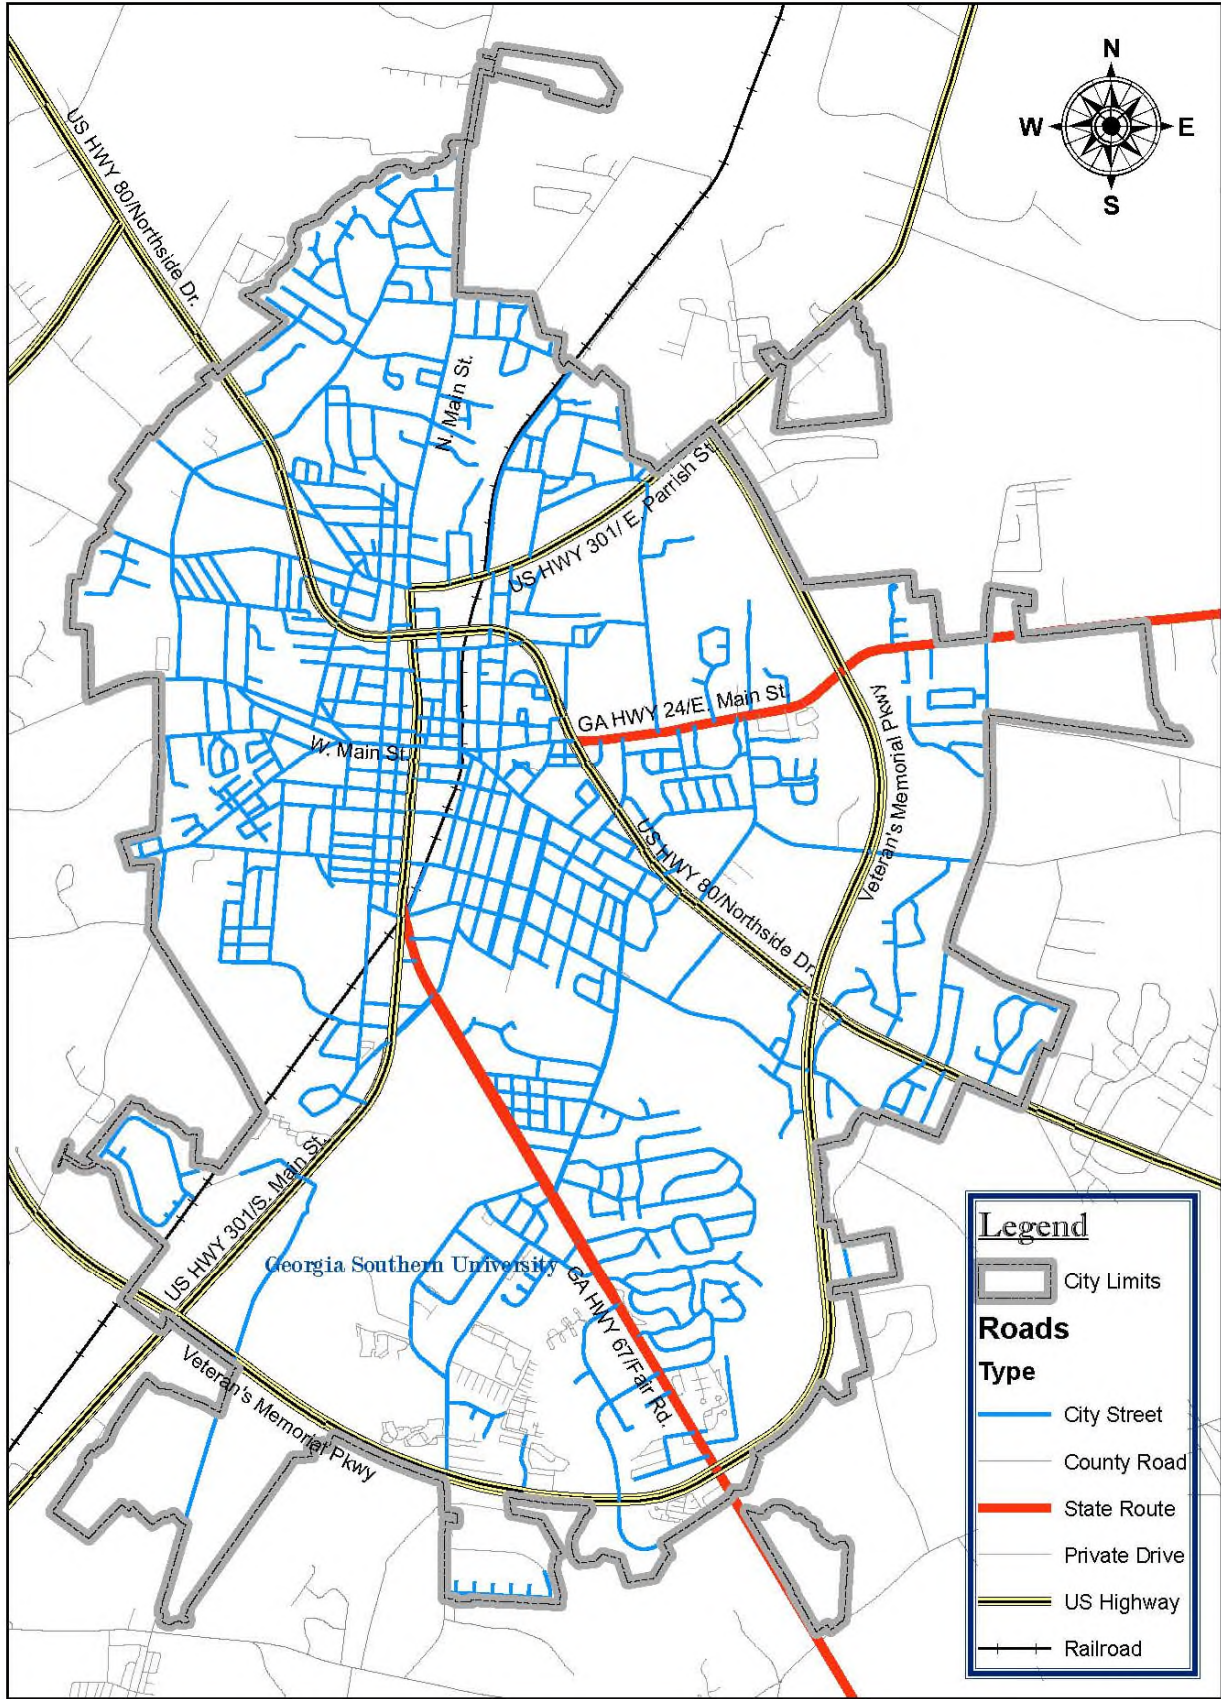 N
W E
S
US HWY 80/Northside Dr.
N. Main St.
US HWY 301/ E. Parrish St.
GA HWY 24/E. Main St.
W. Main St.
Veteran's Memorial Pkwy
US HWY 80/Northside Dr.
US HWY 301/S. Main St.
Georgia Southern University
GA HWY 67/Fair Rd.
Veteran's Memorial Pkwy
Legend
City Limits
Roads
Type
City Street
County Road
State Route
Private Drive
US Highway
Railroad